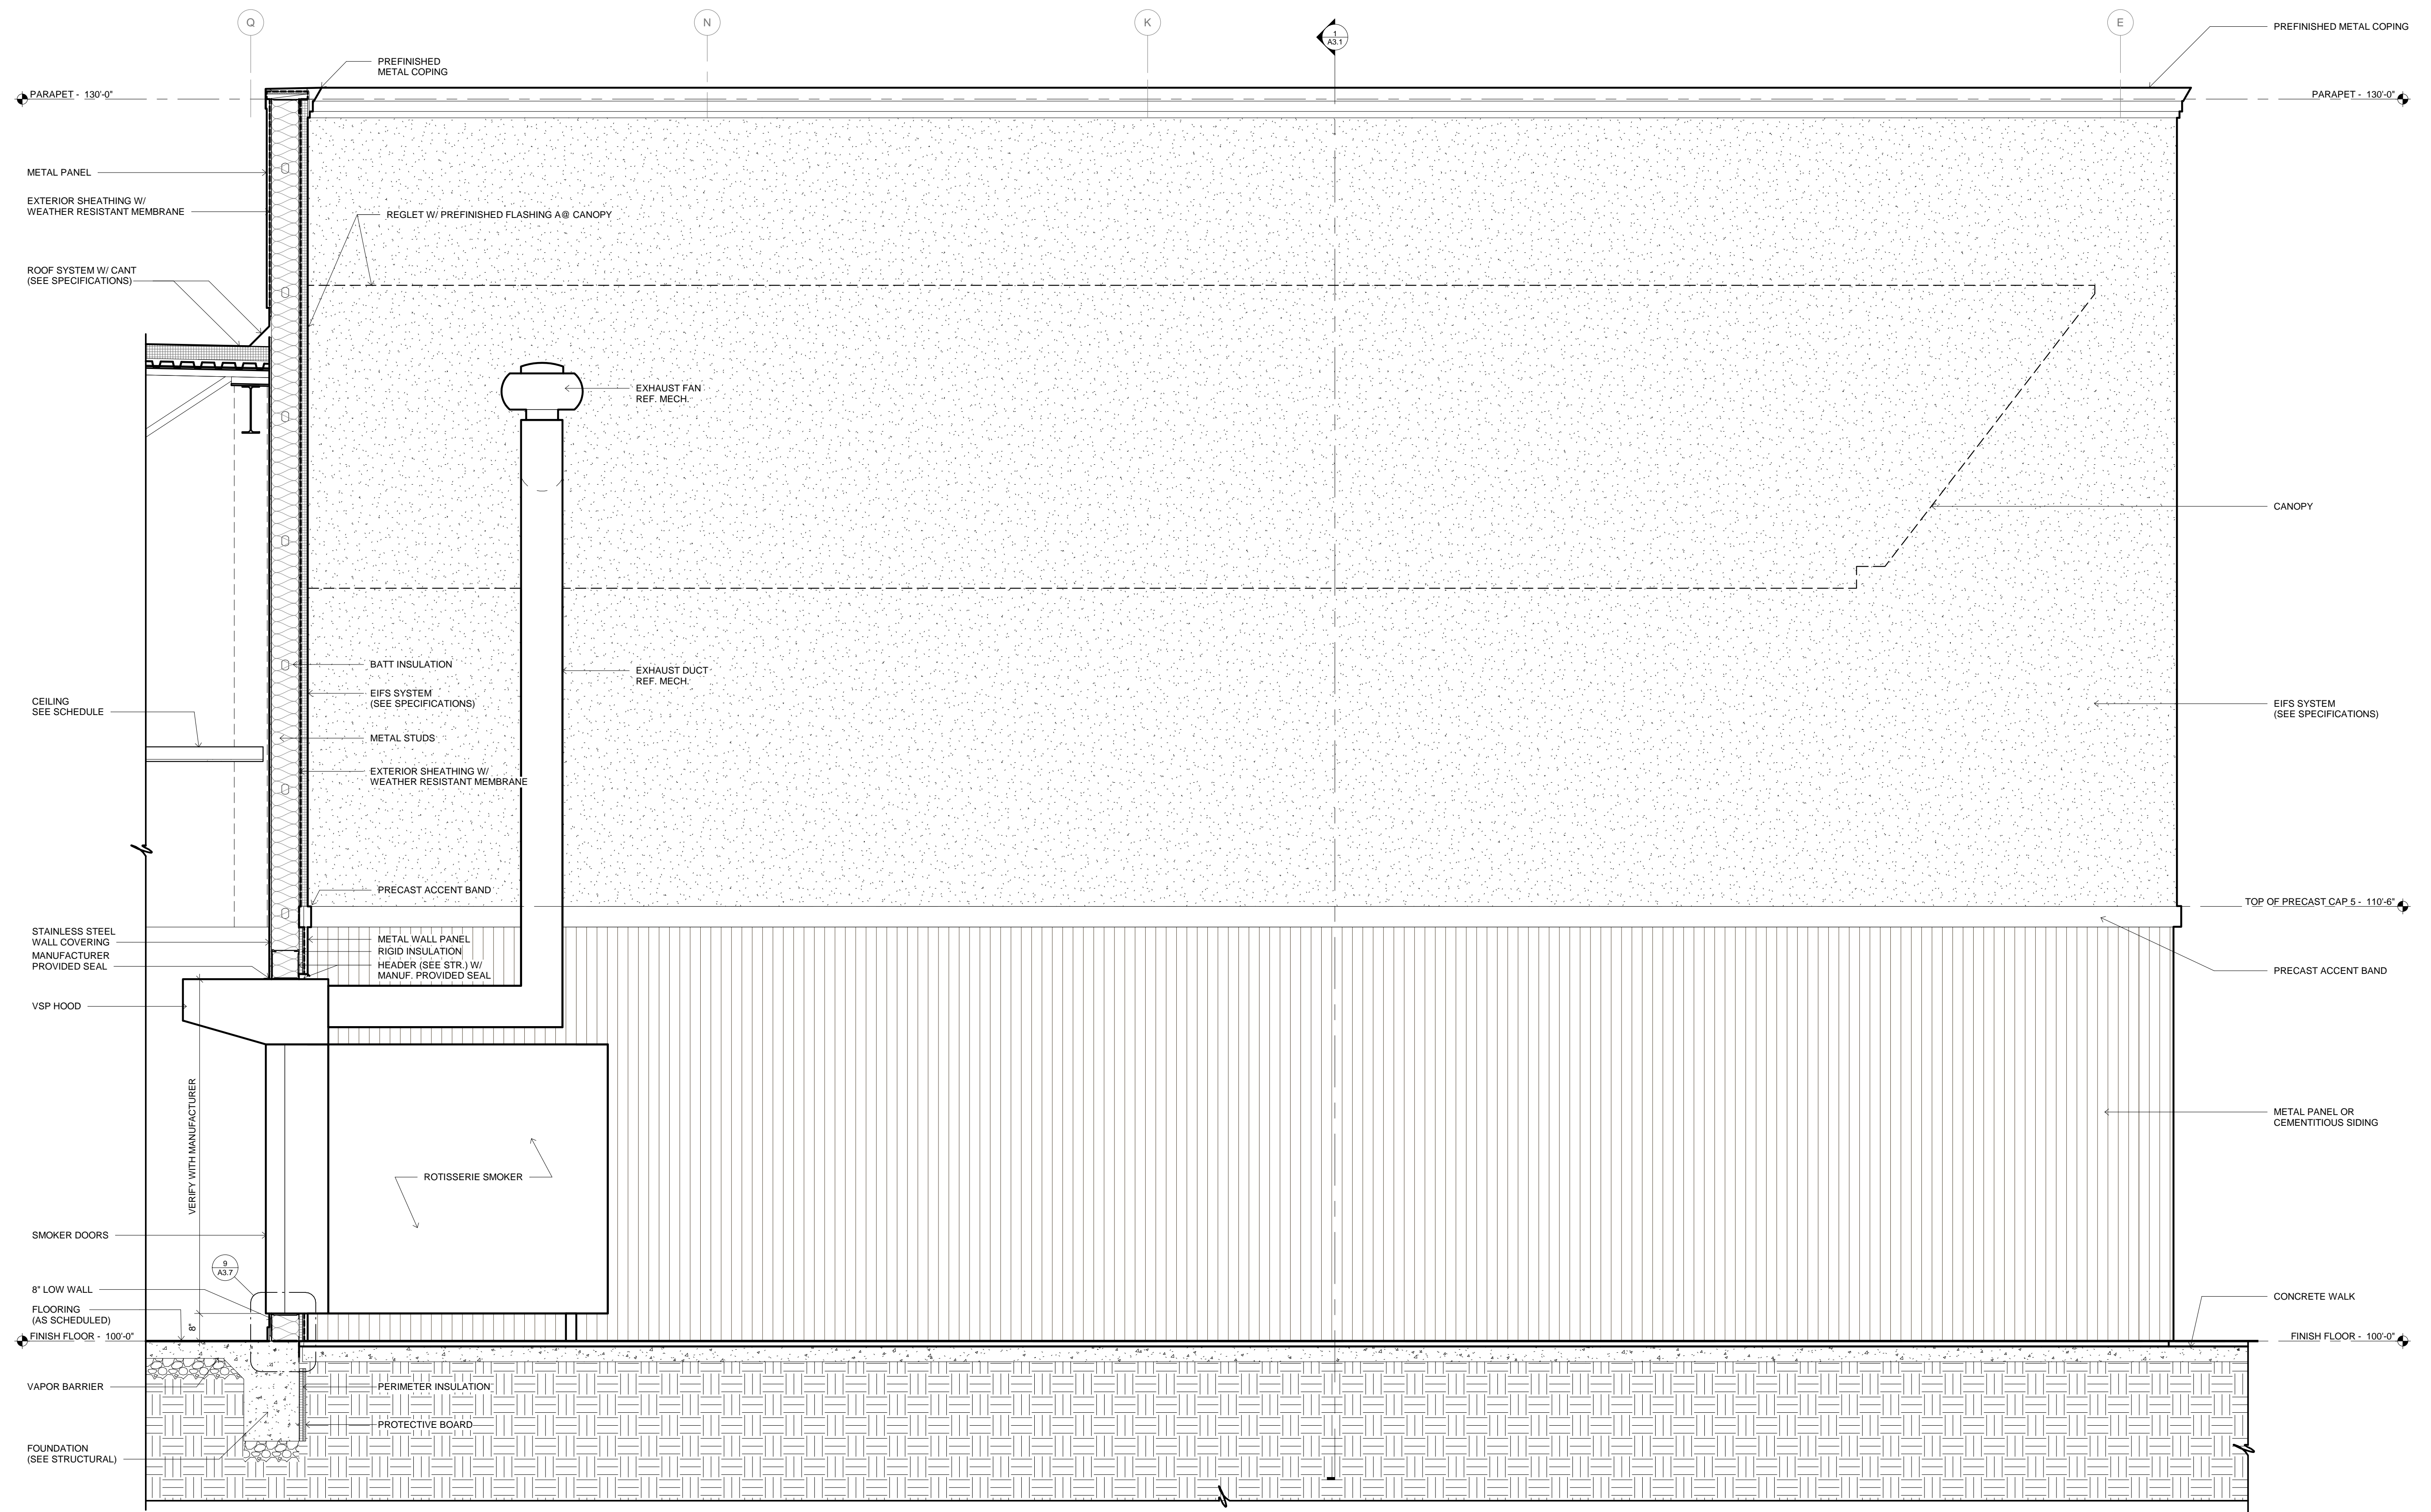 Q
N
K
1
A3.1
E
PREFINISHED METAL COPING
PREFINISHED
METAL COPING
PARAPET - 130'-0"
PARAPET - 130'-0"
METAL PANEL
EXTERIOR SHEATHING W/
WEATHER RESISTANT MEMBRANE
REGLET W/ PREFINISHED FLASHING A@ CANOPY
ROOF SYSTEM W/ CANT
(SEE SPECIFICATIONS)
EXHAUST FAN
REF. MECH.
CANOPY
BATT INSULATION
EXHAUST DUCT
REF. MECH.
EIFS SYSTEM
(SEE SPECIFICATIONS)
CEILING
SEE SCHEDULE
EIFS SYSTEM
(SEE SPECIFICATIONS)
METAL STUDS
EXTERIOR SHEATHING W/
WEATHER RESISTANT MEMBRANE
PRECAST ACCENT BAND
TOP OF PRECAST CAP 5 - 110'-6"
STAINLESS STEEL
WALL COVERING
MANUFACTURER
PROVIDED SEAL
METAL WALL PANEL
RIGID INSULATION
HEADER (SEE STR.) W/
MANUF. PROVIDED SEAL
PRECAST ACCENT BAND
VSP HOOD
VERIFY WITH MANUFACTURER
METAL PANEL OR
CEMENTITIOUS SIDING
ROTISSERIE SMOKER
SMOKER DOORS
9
A3.7
8" LOW WALL
FLOORING
(AS SCHEDULED)
8"
CONCRETE WALK
FINISH FLOOR - 100'-0"
FINISH FLOOR - 100'-0"
VAPOR BARRIER
PERIMETER INSULATION
PROTECTIVE BOARD
FOUNDATION
(SEE STRUCTURAL)